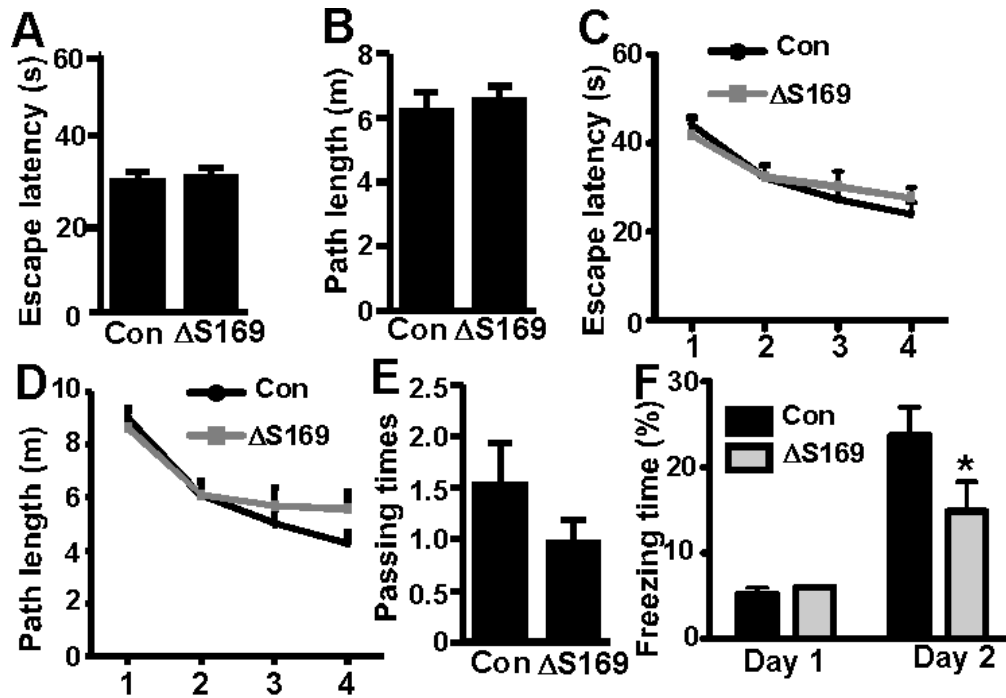 A
Escape latency (s)
60
40
20
0
Con ΔS169
B
Path length (m)
8
6
4
2
0
Con ΔS169
C
Escape latency (s)
60
40
20
0
Con
ΔS169
1 2 3 4
D
Path length (m)
10
8
6
4
2
0
Con
ΔS169
1 2 3 4
E
Passing times
2.5
2.0
1.5
1.0
0.5
0
Con ΔS169
F
Freezing time (%)
30
20
10
0
Con
ΔS169
*
Day 1 Day 2